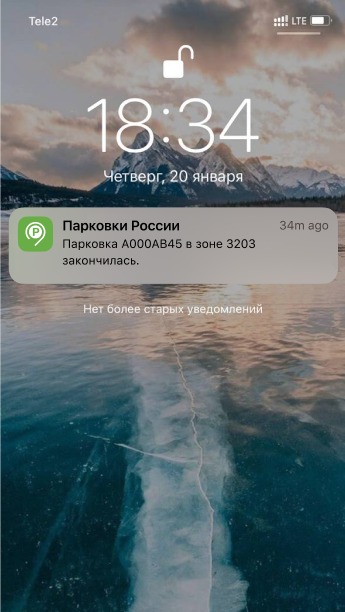 Tele2
LTE
18:34
Четверг, 20 января
P
Парковки России
34m ago
Парковка А000АВ45 в зоне 3203
закончилась.
Нет более старых уведомлений